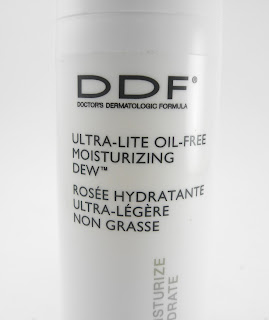 DDF®
DOCTOR'S DERMATOLOGIC FORMULA
ULTRA-LITE OIL-FREE
MOISTURIZING
DEW™
ROSÉE HYDRATANTE
ULTRA-LÉGÈRE
NON GRASSE